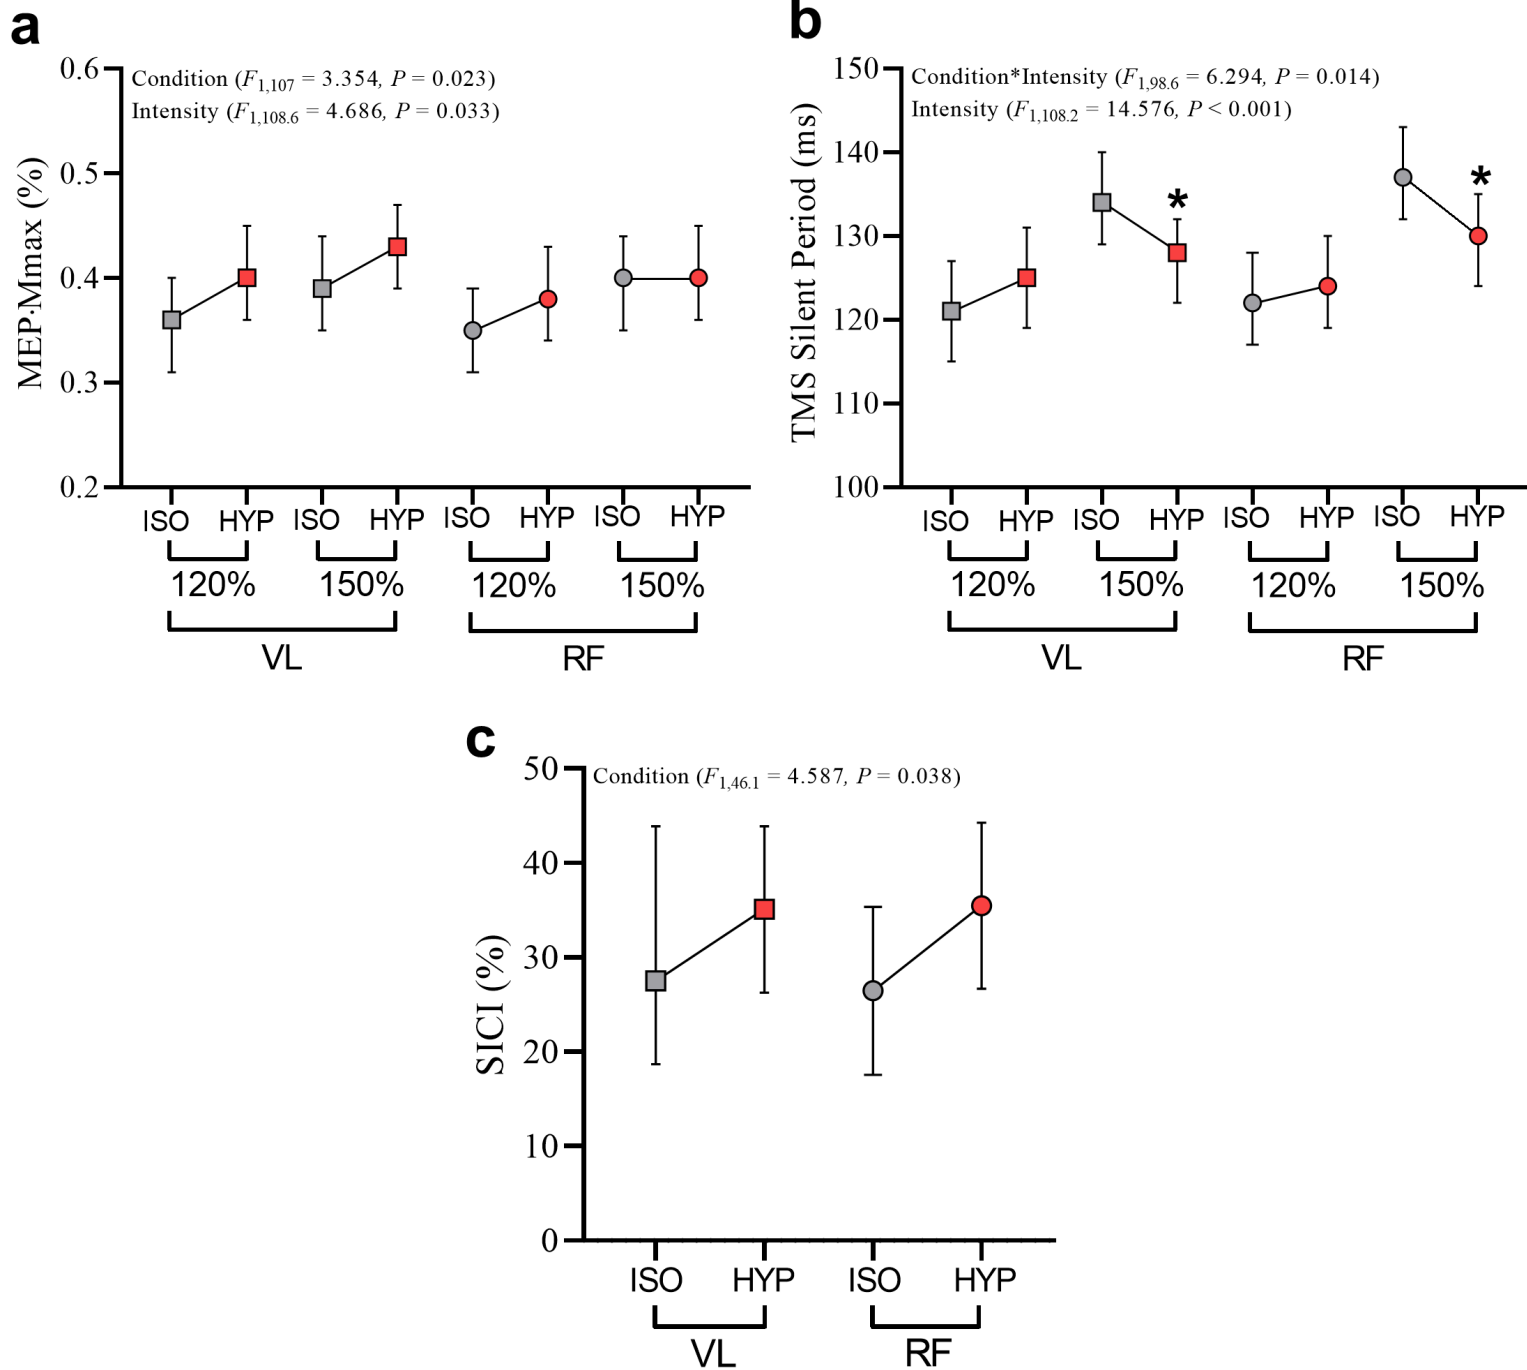 a
Condition (F1,107 = 3.354, P = 0.023)
Intensity (F1,108.6 = 4.686, P = 0.033)
MEP·Mmax (%)
0.6
0.5
0.4
0.3
0.2
ISO HYP ISO HYP ISO HYP ISO HYP
120% 150% 120% 150%
VL RF
b
Condition*Intensity (F1,98.6 = 6.294, P = 0.014)
Intensity (F1,108.2 = 14.576, P < 0.001)
TMS Silent Period (ms)
150
140
130
120
110
100
* *
ISO HYP ISO HYP ISO HYP ISO HYP
120% 150% 120% 150%
VL RF
c
Condition (F1,46.1 = 4.587, P = 0.038)
SICI (%)
50
40
30
20
10
0
ISO HYP ISO HYP
VL RF